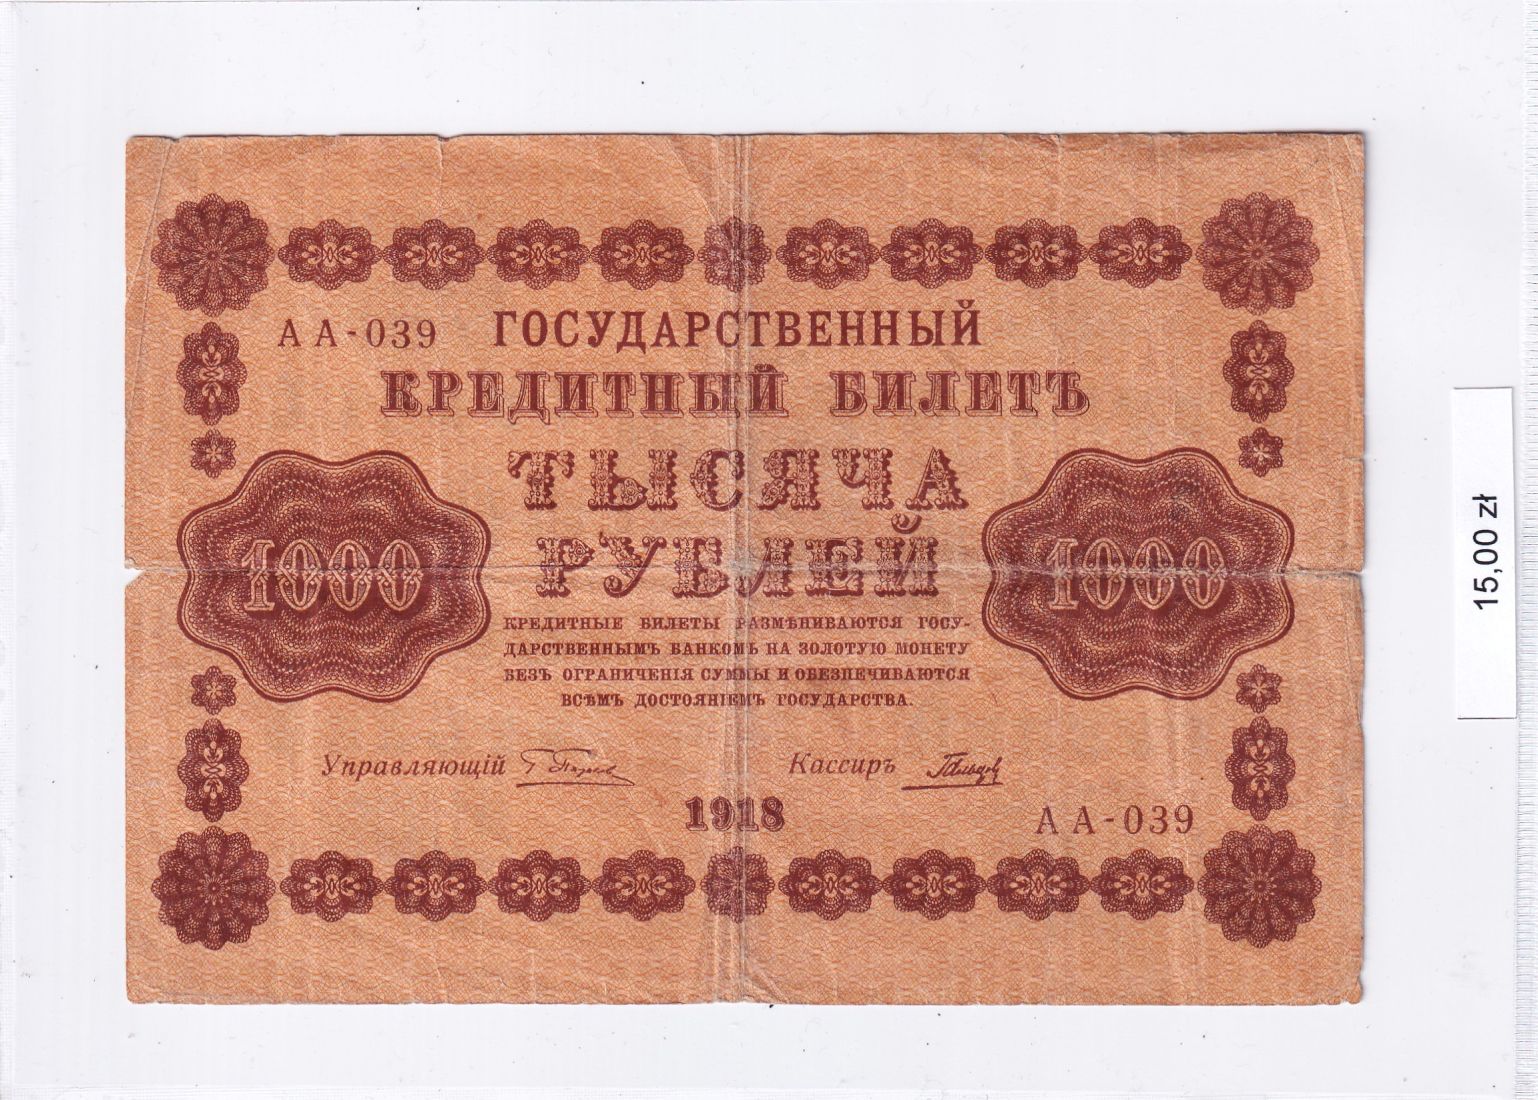 АА-039 ГОСУДАРСТВЕННЫЙ
КРЕДИТНЫЙ БИЛЕТЪ
ТЫСЯЧА
РУБЛЕЙ
1000
1000
КРЕДИТНЫЕ БИЛЕТЫ РАЗМѢНИВАЮТСЯ ГОСУ-
ДАРСТВЕННЫМЪ БАНКОМЪ НА ЗОЛОТУЮ МОНЕТУ
БЕЗЪ ОГРАНИЧЕНІЯ СУММЫ И ОБЕЗПЕЧИВАЮТСЯ
ВСѢМЪ ДОСТОЯНІЕМЪ ГОСУДАРСТВА.
Управляющій
Кассиръ
1918
АА-039
15,00 zł